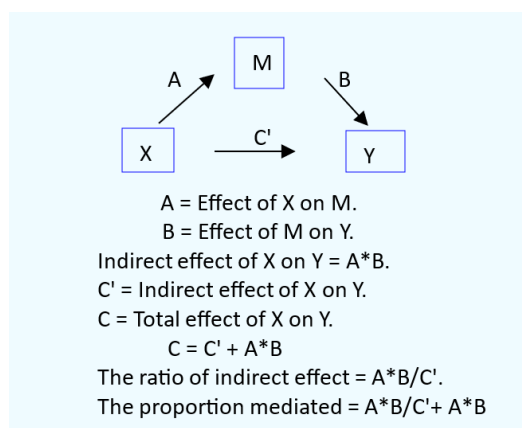 M
A
B
X
C'
Y
A = Effect of X on M.
B = Effect of M on Y.
Indirect effect of X on Y = A*B.
C' = Indirect effect of X on Y.
C = Total effect of X on Y.
C = C' + A*B
The ratio of indirect effect = A*B/C'.
The proportion mediated = A*B/C'+ A*B